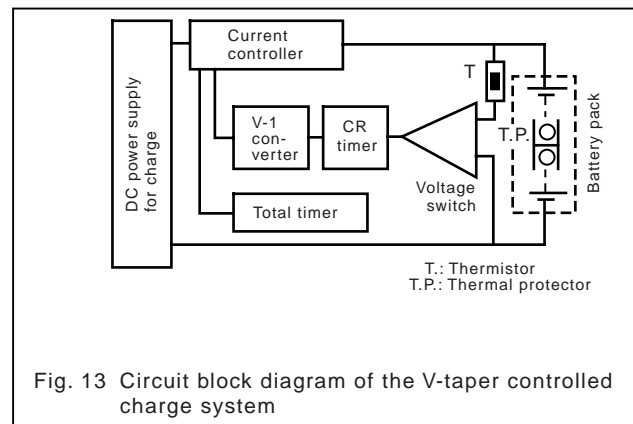 DC power supply
for charge
Current
controller
V-1
con-
verter
CR
timer
Total timer
T
Voltage
switch
T.P.
Battery pack
T.: Thermistor
T.P.: Thermal protector
Fig. 13 Circuit block diagram of the V-taper controlled
charge system